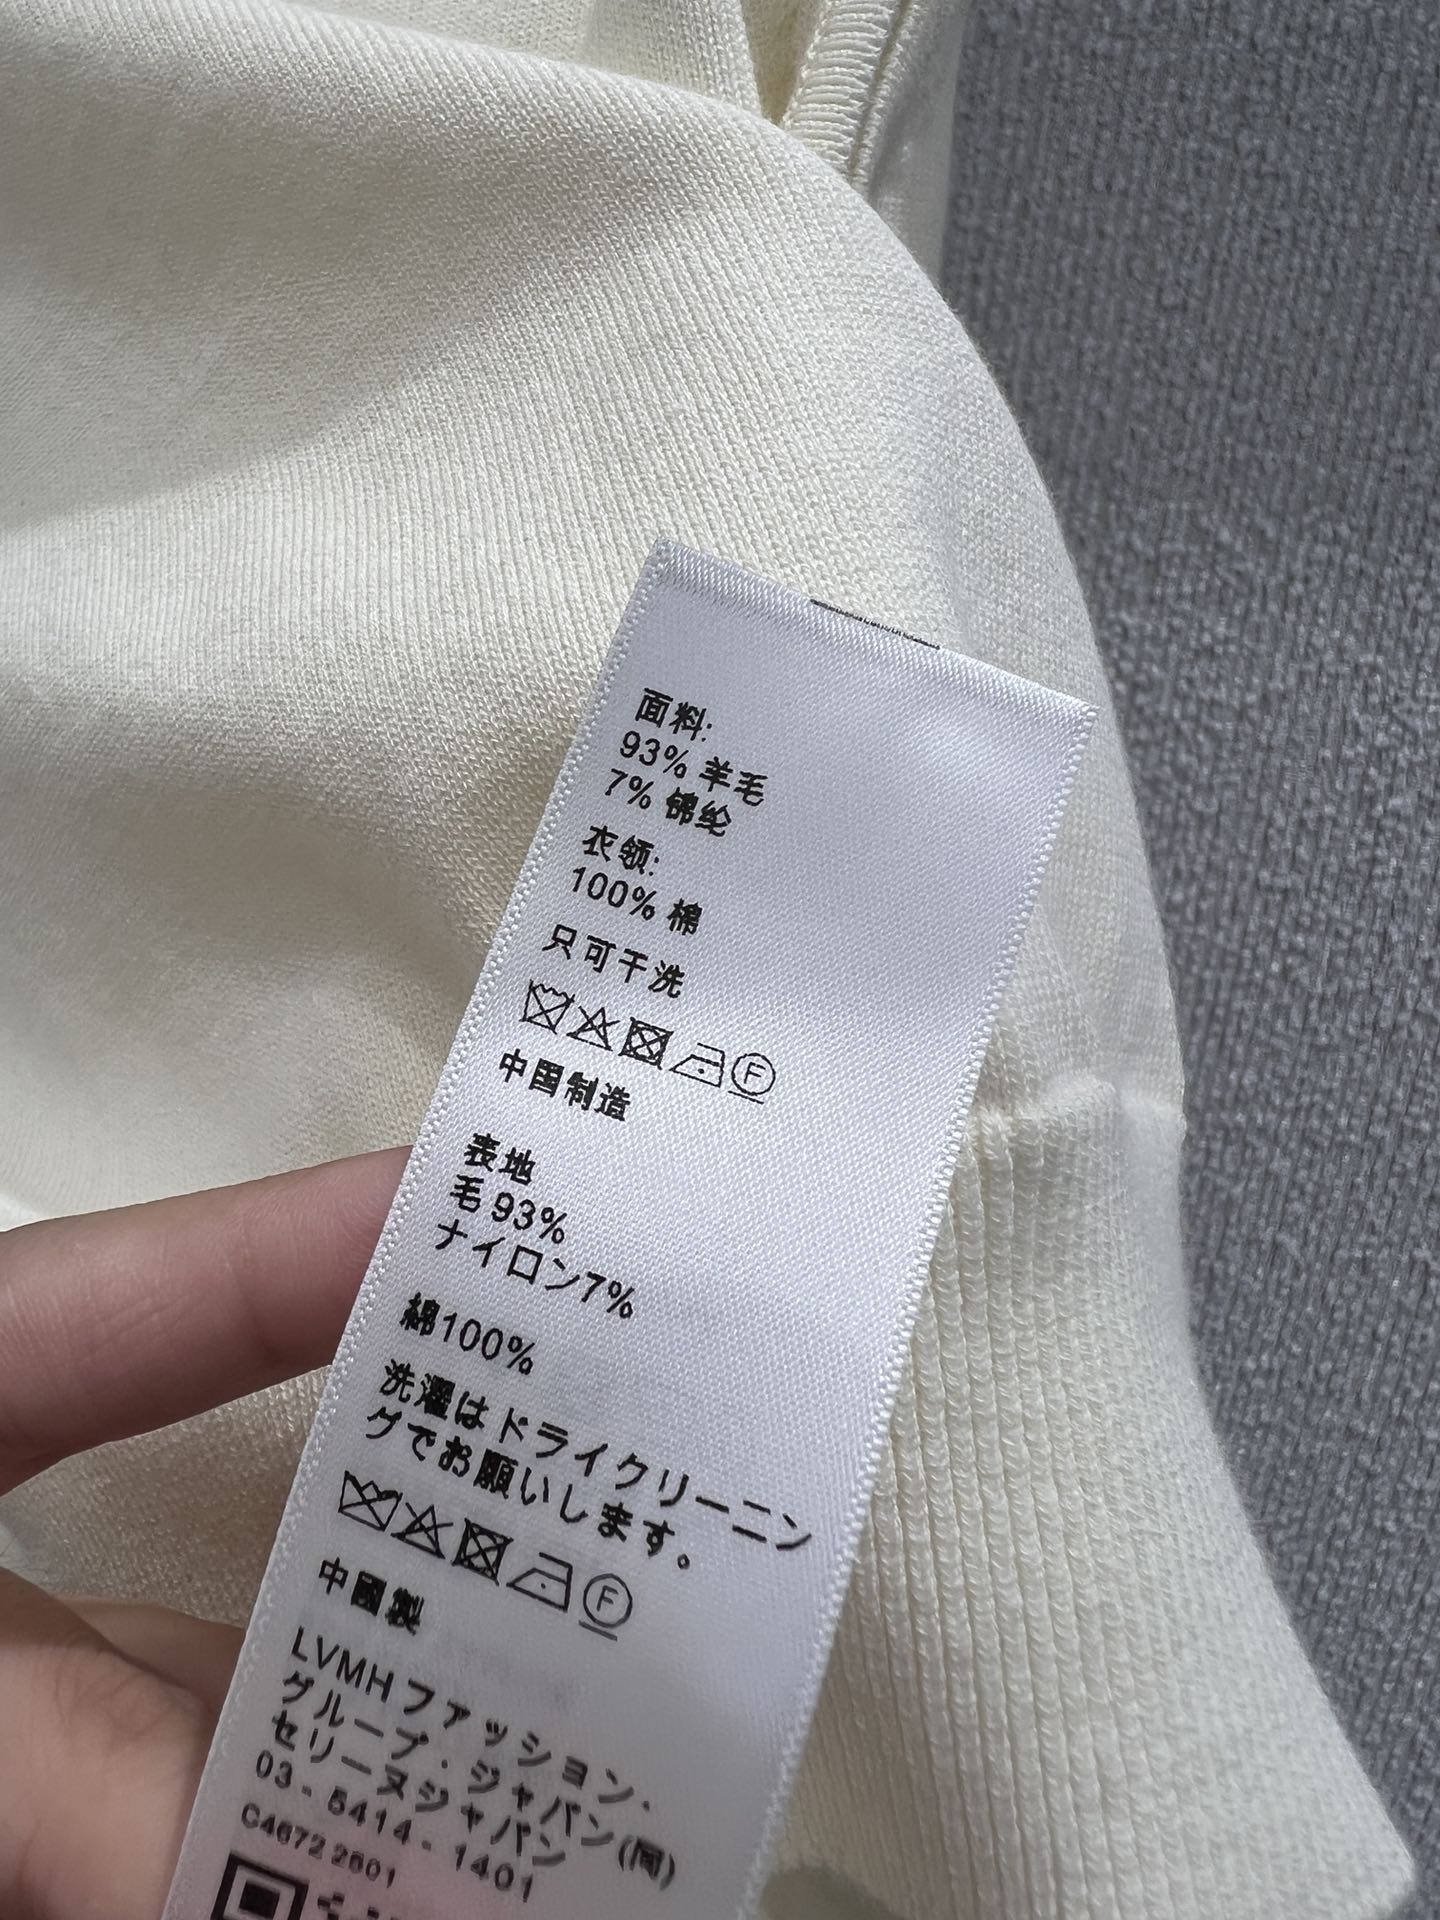 面料:
93% 羊毛
7% 锦纶
衣领:
100% 棉
只可干洗
F
中国制造
表地
毛 93%
ナイロン7%
綿100%
洗濯はドライクリーニン
グでお願いします。
F
中國製
LVMH ファッション・
グループ・ジャパン(同)
セリーヌジャパン
03 - 5414 - 1401
C4672 2601